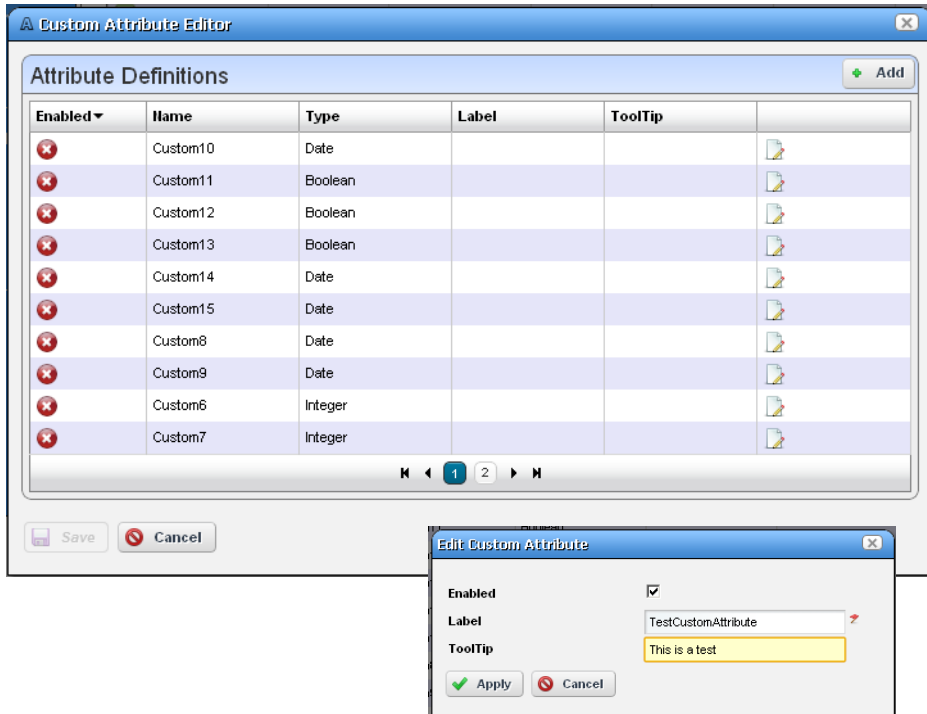 Custom Attribute Editor
Attribute Definitions
Add
Enabled Name Type Label ToolTip
Custom10 Date
Custom11 Boolean
Custom12 Boolean
Custom13 Boolean
Custom14 Date
Custom15 Date
Custom8 Date
Custom9 Date
Custom6 Integer
Custom7 Integer
1 2
Save Cancel
Edit Custom Attribute
Enabled
Label TestCustomAttribute
ToolTip This is a test
Apply Cancel